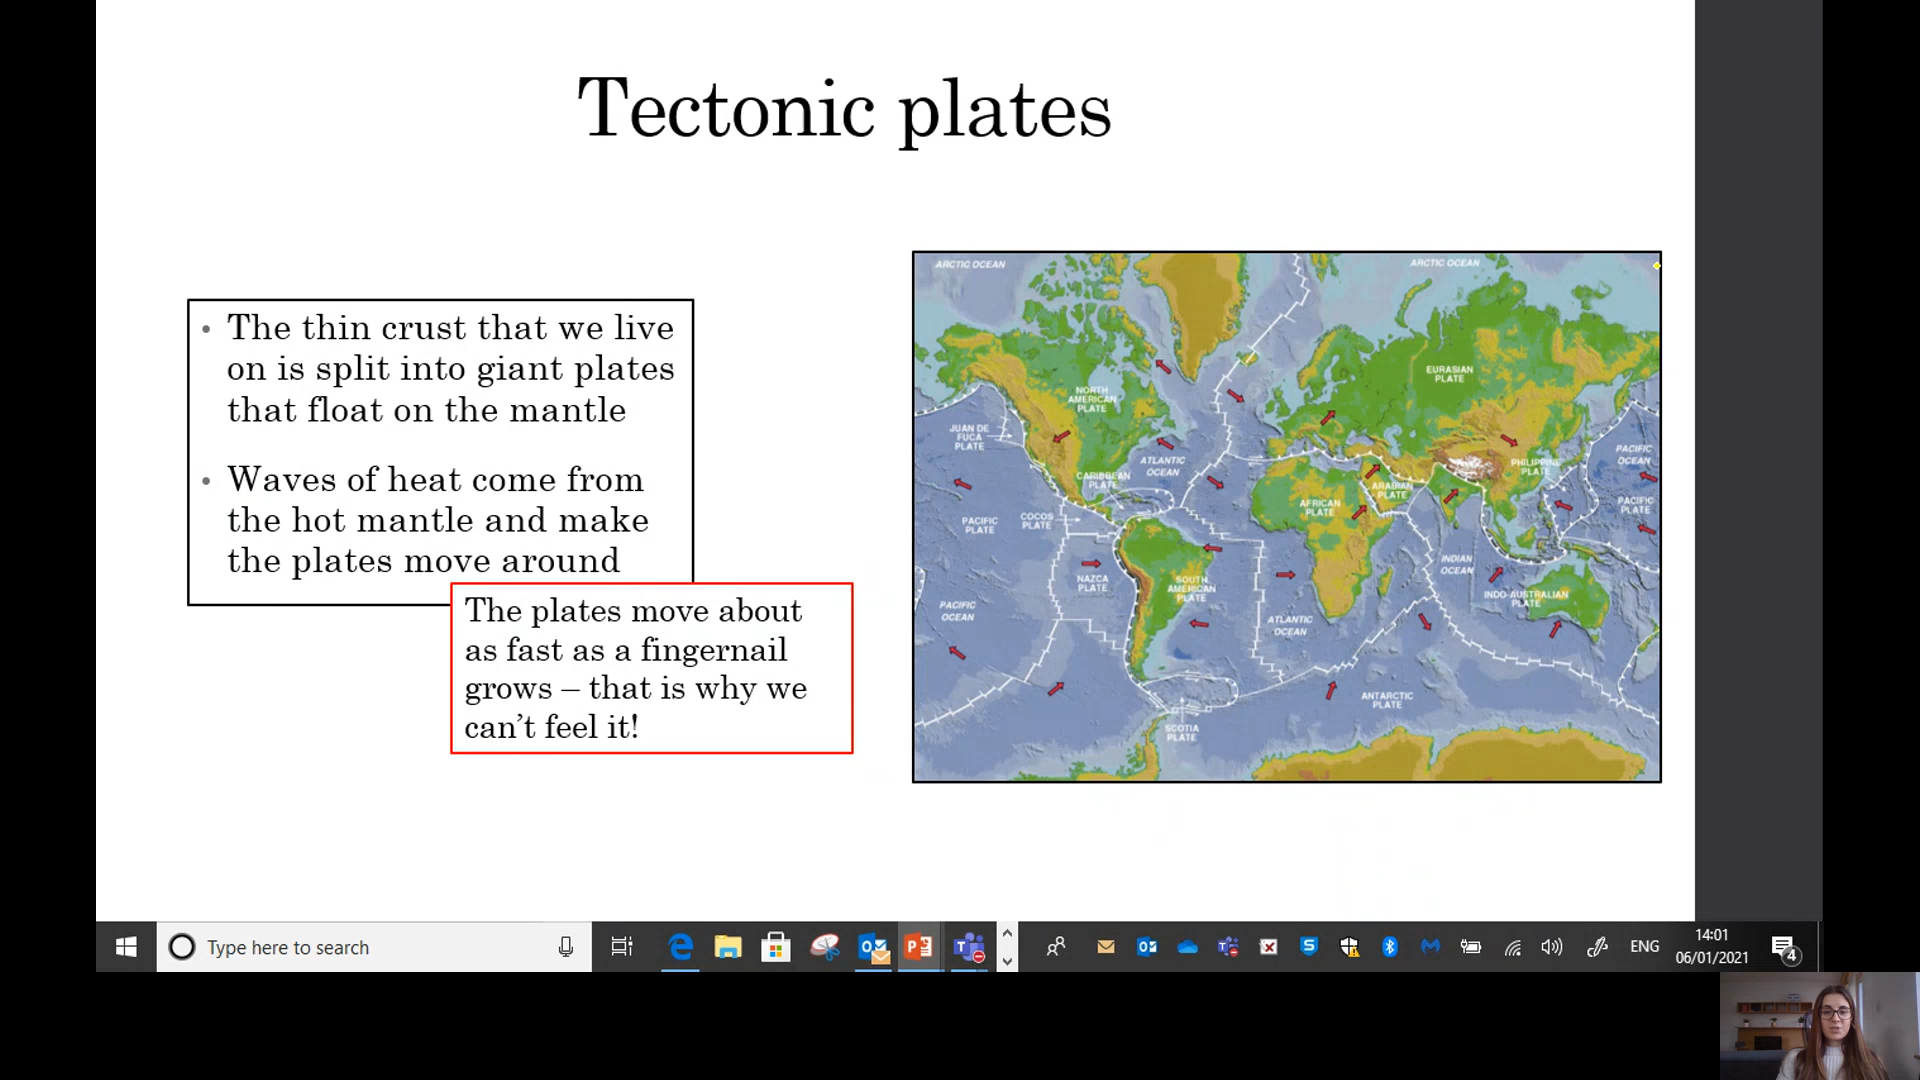 Tectonic plates
• The thin crust that we live
on is split into giant plates
that float on the mantle
• Waves of heat come from
the hot mantle and make
the plates move around
The plates move about
as fast as a fingernail
grows – that is why we
can't feel it!
ARCTIC OCEAN
ARCTIC OCEAN
EURASIAN
PLATE
NORTH
AMERICAN
PLATE
JUAN DE
FUCA
PLATE
ATLANTIC
OCEAN
CARIBBEAN
PLATE
PHILIPPINE
PLATE
PACIFIC
OCEAN
ARABIAN
PLATE
AFRICAN
PLATE
PACIFIC
PLATE
COCOS
PLATE
PACIFIC
PLATE
INDIAN
OCEAN
NAZCA
PLATE
SOUTH
AMERICAN
PLATE
INDO-AUSTRALIAN
PLATE
PACIFIC
OCEAN
ATLANTIC
OCEAN
ANTARCTIC
PLATE
SCOTIA
PLATE
Type here to search
ENG
14:01
06/01/2021
4